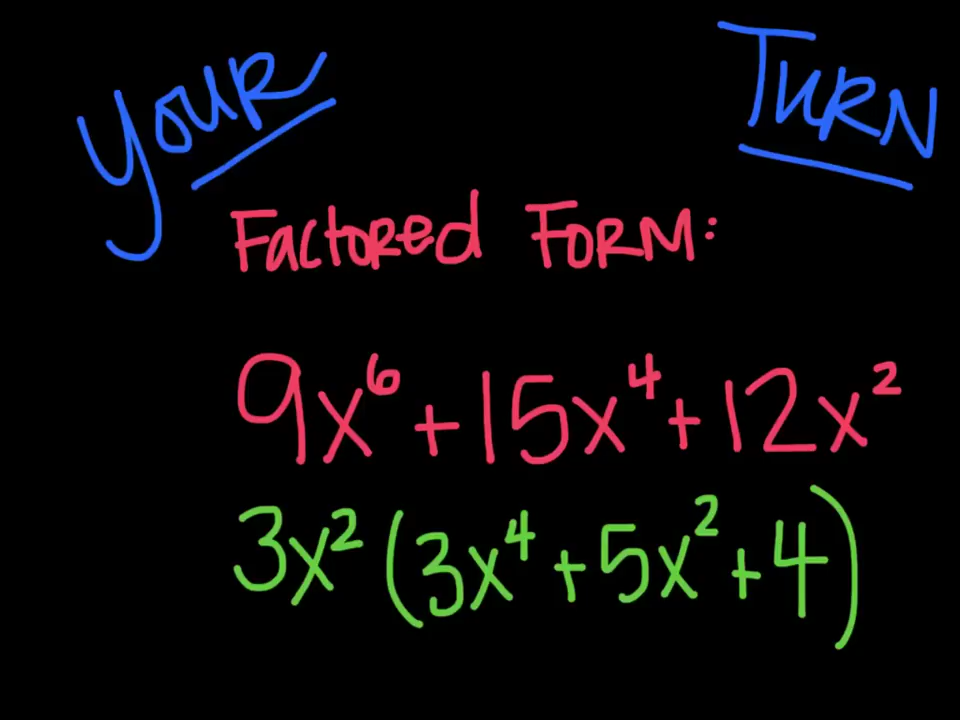 YOUR TURN
FACTORED FORM:
9x⁶+15x⁴+12x²
3x²(3x⁴+5x²+4)